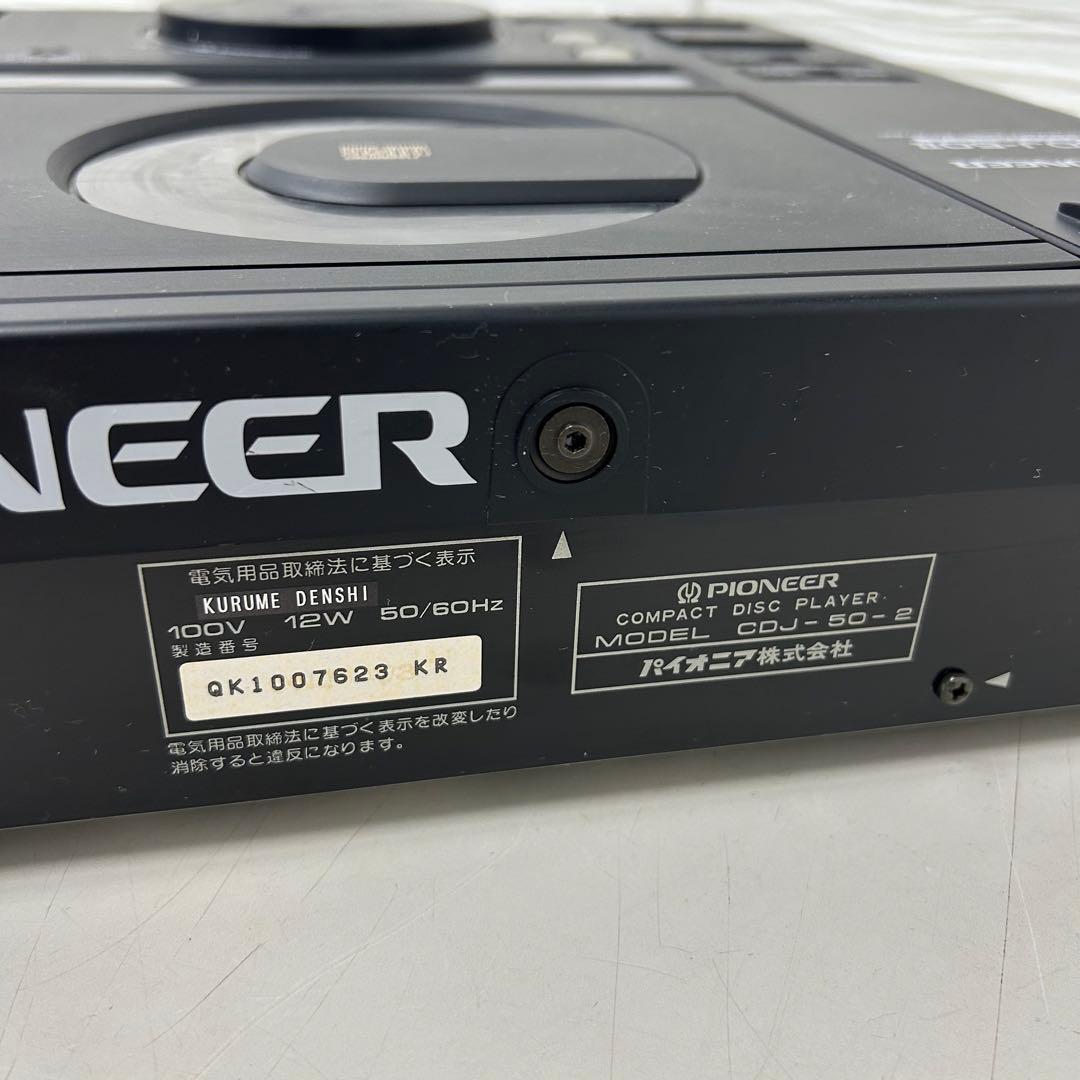 NEER
電気用品取締法に基づく表示
KURUME DENSHI
100V 12W 50/60Hz
製造番号
QK1007623 KR
電気用品取締法に基づく表示を改変したり
消除すると違反になります。
PIONEER
COMPACT DISC PLAYER
MODEL CDJ-50-2
パイオニア株式会社